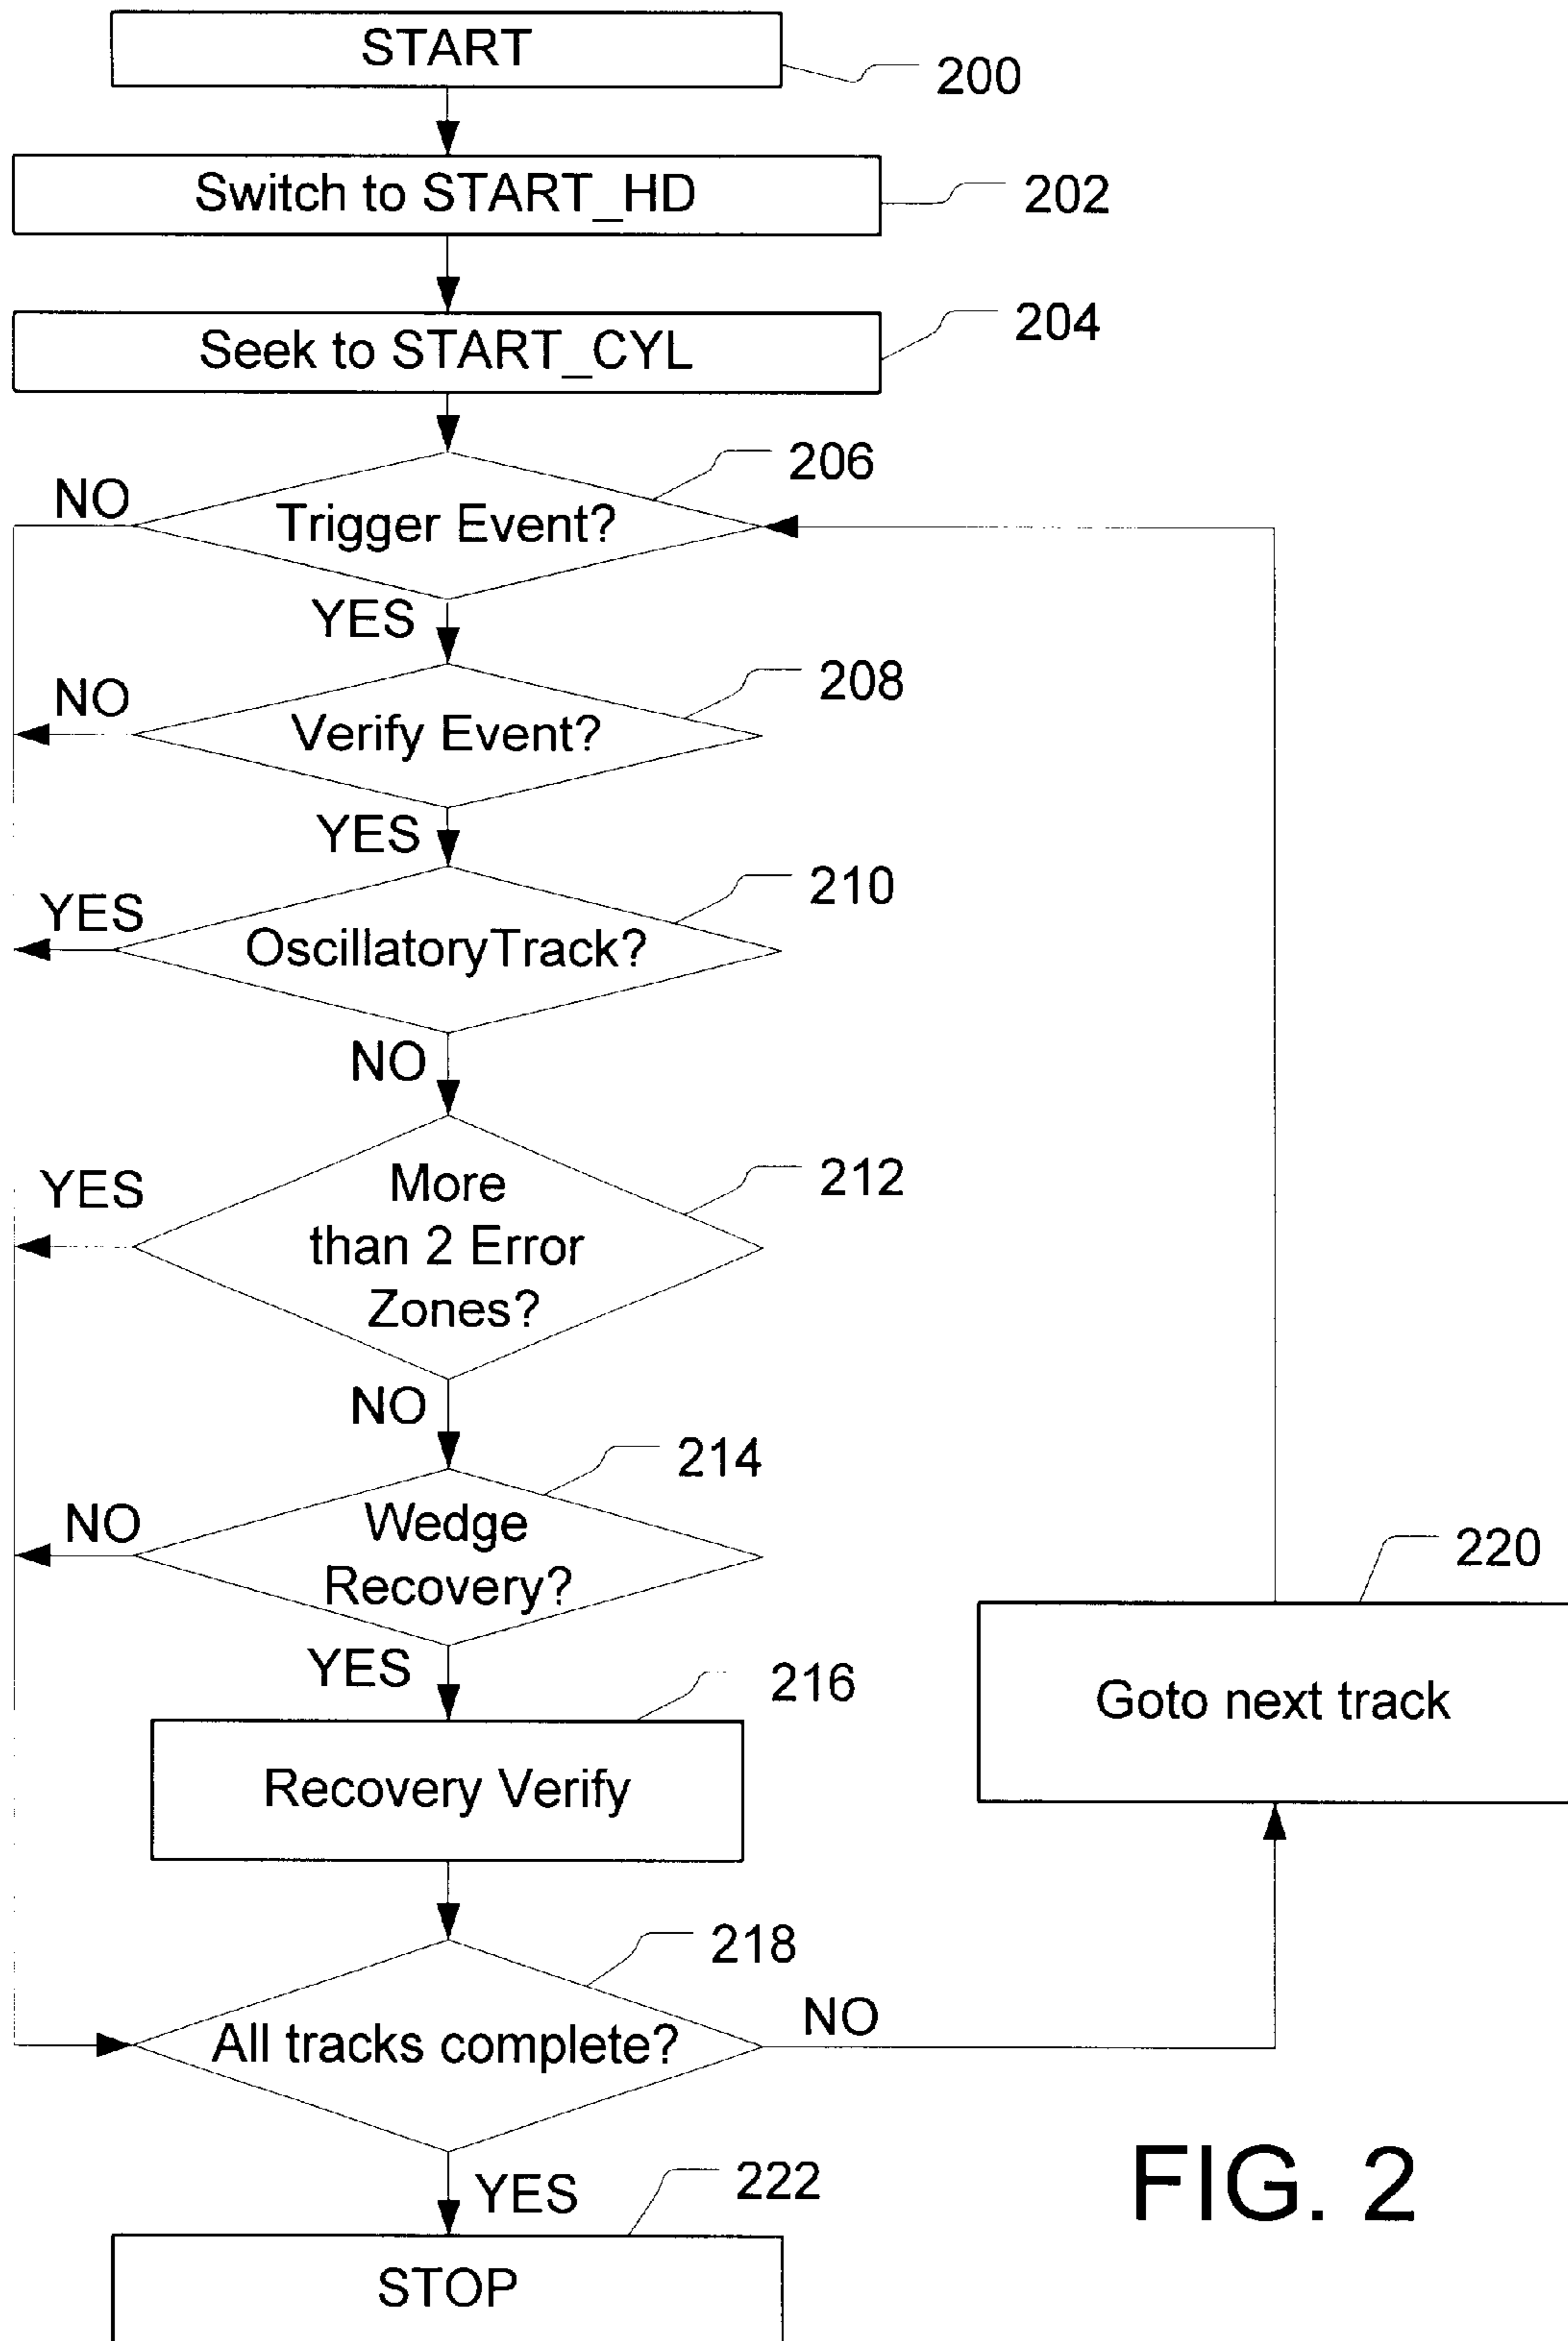 START
200
Switch to START_HD
202
Seek to START_CYL
204
206
NO
Trigger Event?
YES
208
NO
Verify Event?
YES
210
YES
OscillatoryTrack?
NO
212
YES
More
than 2 Error
Zones?
NO
214
NO
Wedge
Recovery?
220
YES
216
Goto next track
Recovery Verify
218
NO
All tracks complete?
YES
222
FIG. 2
STOP